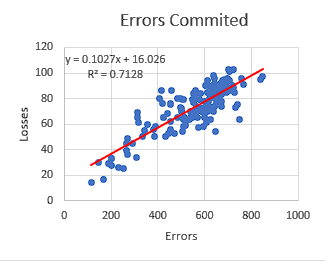 Errors Commited
120
y = 0.1027x + 16.026
100
R² = 0.7128
80
60
40
20
0
Losses
0 200 400 600 800 1000
Errors